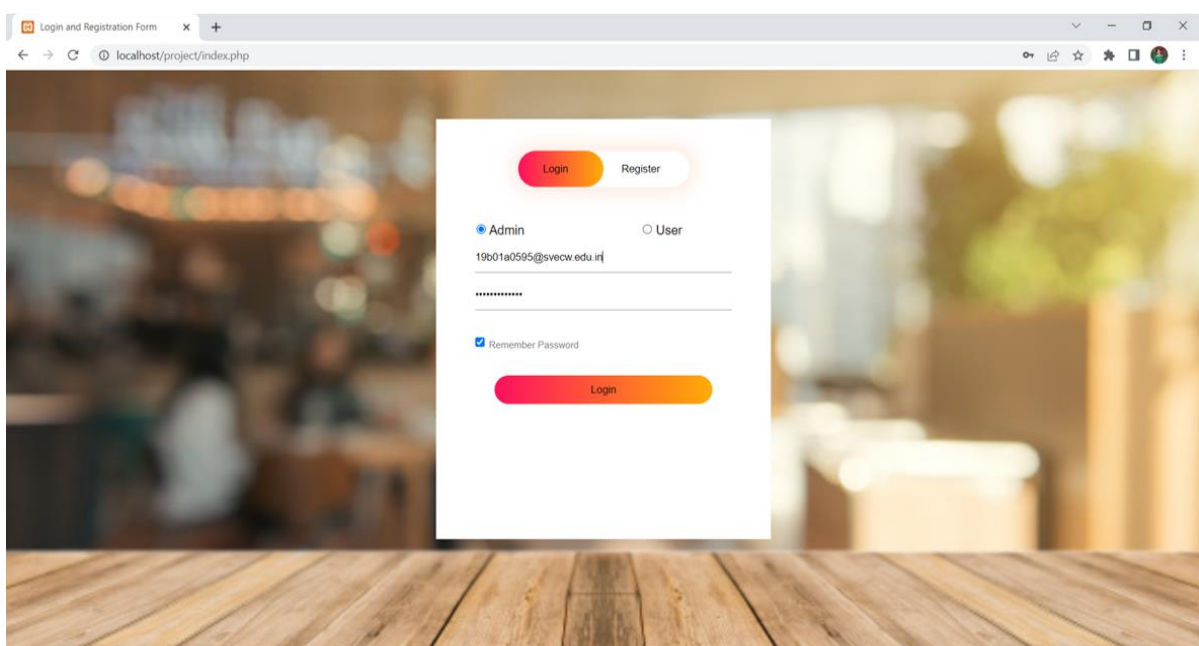 Login and Registration Form
localhost/project/index.php
Login Register
Admin User
19b01a0595@svecw.edu.in
Remember Password
Login